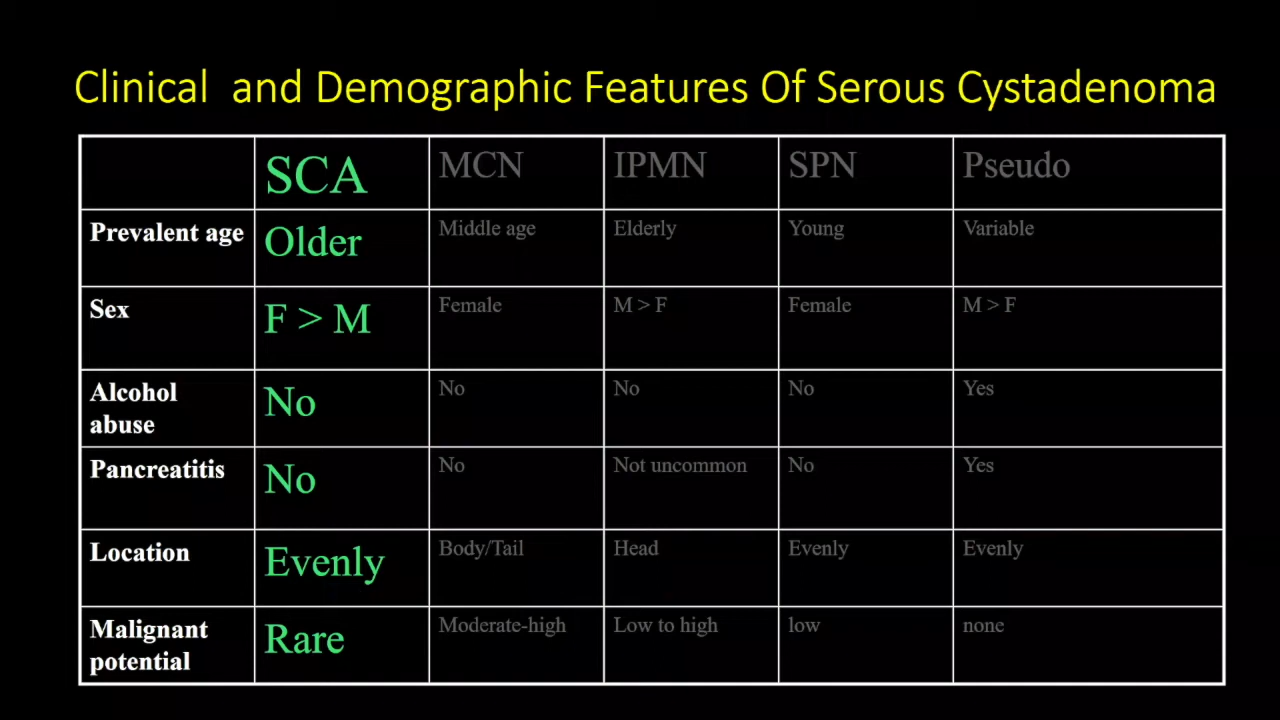 Clinical and Demographic Features Of Serous Cystadenoma
SCA MCN IPMN SPN Pseudo
Prevalent age Older Middle age Elderly Young Variable
Sex F > M Female M > F Female M > F
Alcohol abuse No No No No Yes
Pancreatitis No No Not uncommon No Yes
Location Evenly Body/Tail Head Evenly Evenly
Malignant potential Rare Moderate-high Low to high low none